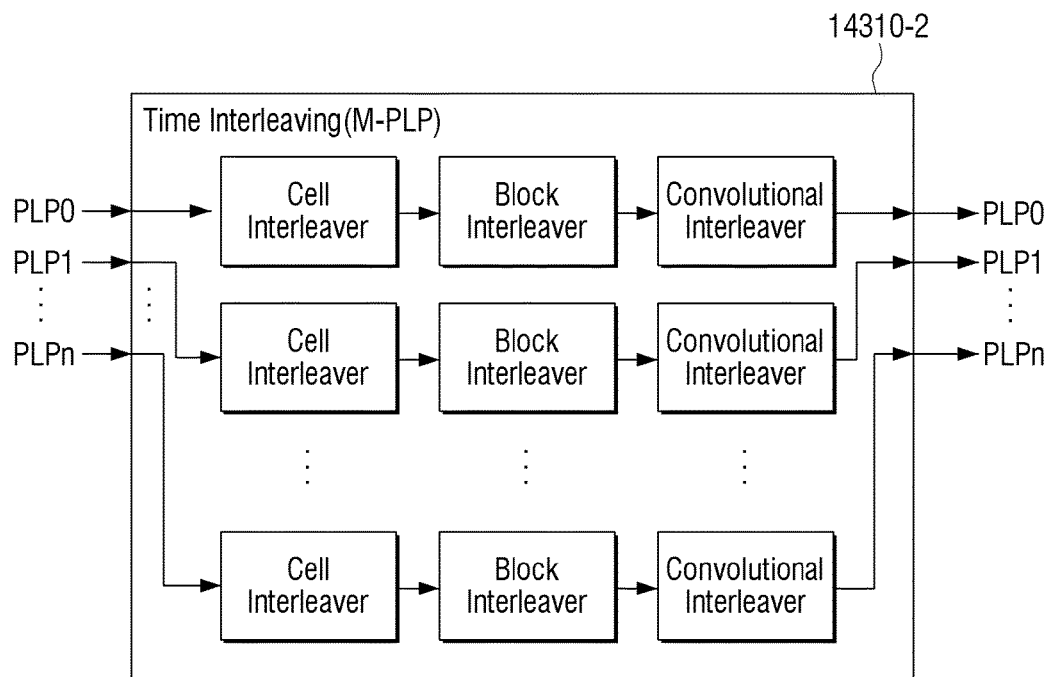 14310-2
Time Interleaving(M-PLP)
PLP0
Cell
Interleaver
Block
Interleaver
Convolutional
Interleaver
PLP0
PLP1
PLP1
Cell
Interleaver
Block
Interleaver
Convolutional
Interleaver
PLPn
PLPn
Cell
Interleaver
Block
Interleaver
Convolutional
Interleaver